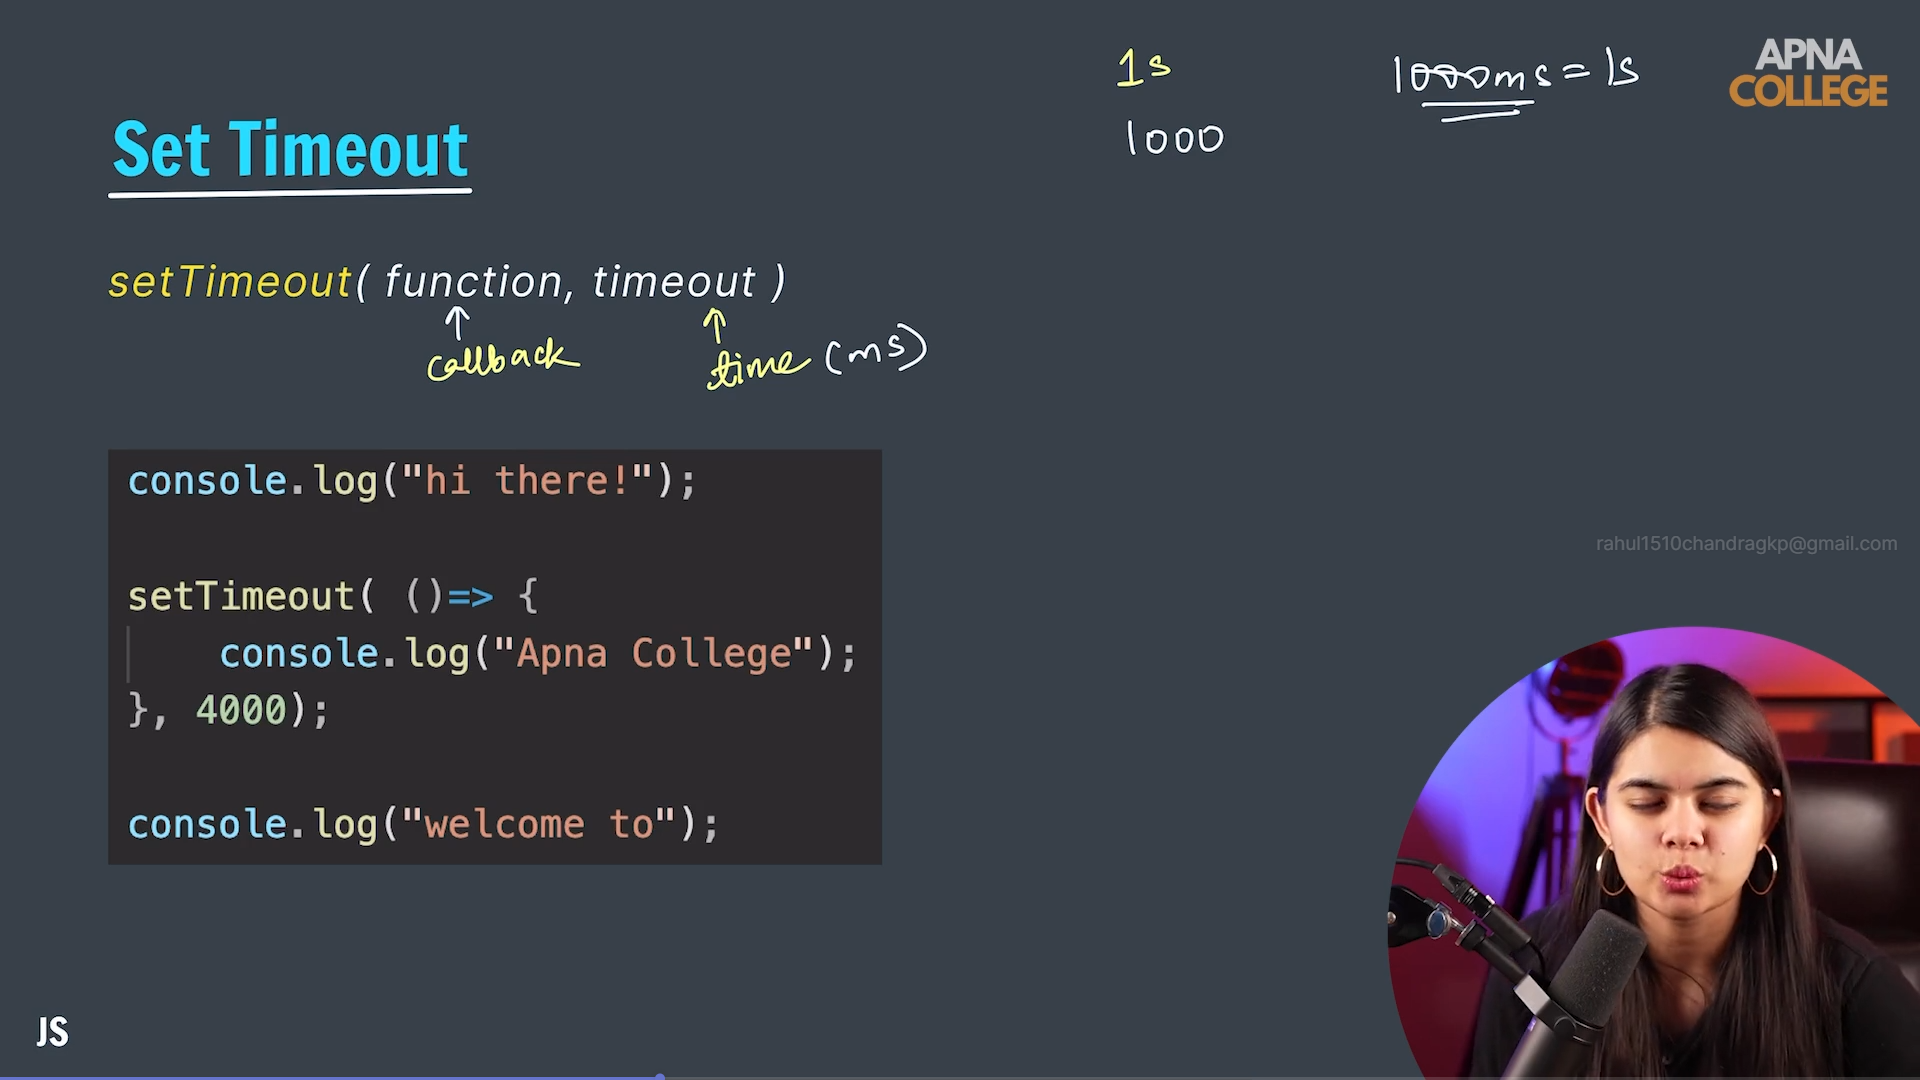 1s
1000ms = 1s
APNA
COLLEGE
Set Timeout
1000
setTimeout( function, timeout )
callback
time (ms)
console.log("hi there!");
setTimeout( ()=> {
console.log("Apna College");
}, 4000);
console.log("welcome to");
rahul1510chandragkp@gmail.com
JS